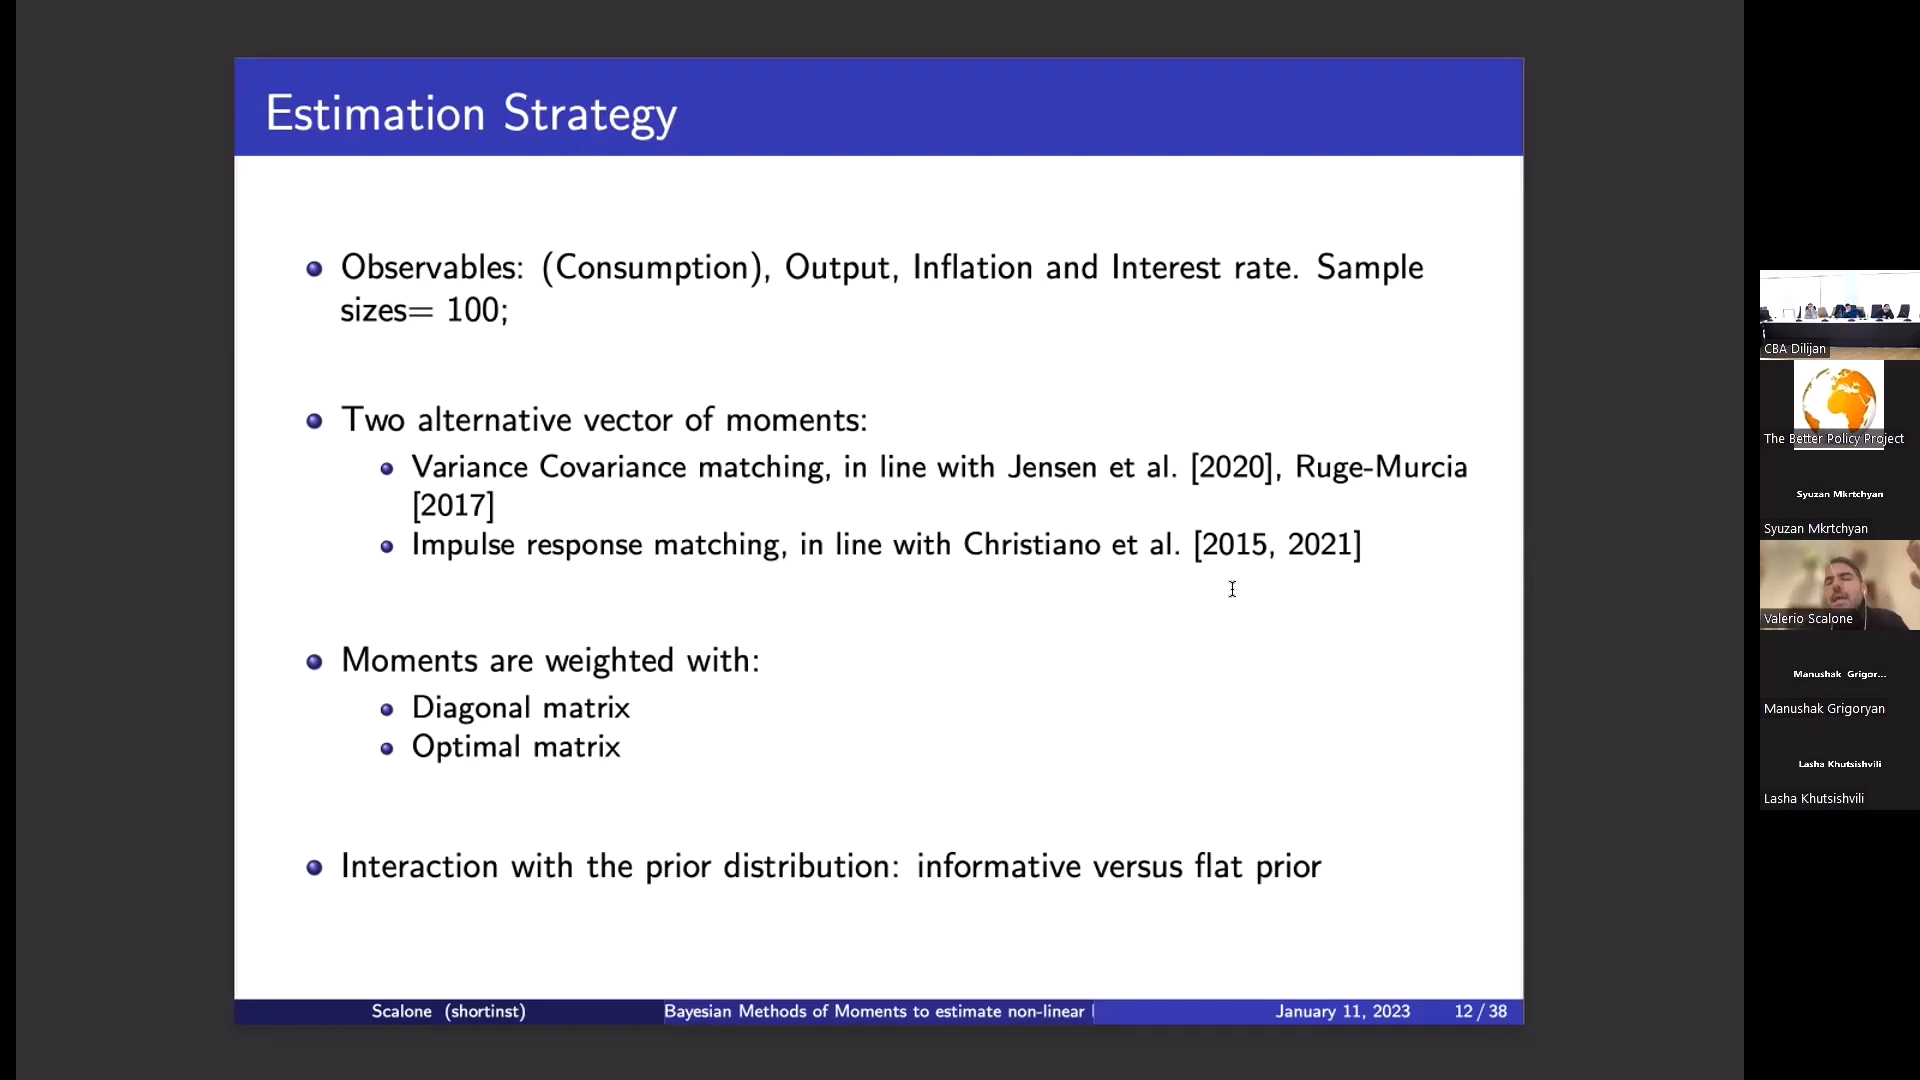 Estimation Strategy
Observables: (Consumption), Output, Inflation and Interest rate. Sample
sizes= 100;
Two alternative vector of moments:
Variance Covariance matching, in line with Jensen et al. [2020], Ruge-Murcia
[2017]
Impulse response matching, in line with Christiano et al. [2015, 2021]
Moments are weighted with:
Diagonal matrix
Optimal matrix
Interaction with the prior distribution: informative versus flat prior
Scalone (shortinst)
Bayesian Methods of Moments to estimate non-linear
January 11, 2023
12 / 38
CBA Dilijan
The Better Policy Project
Syuzan Mkrtchyan
Syuzan Mkrtchyan
Valerio Scalone
Manushak Grigor...
Manushak Grigoryan
Lasha Khutsishvili
Lasha Khutsishvili